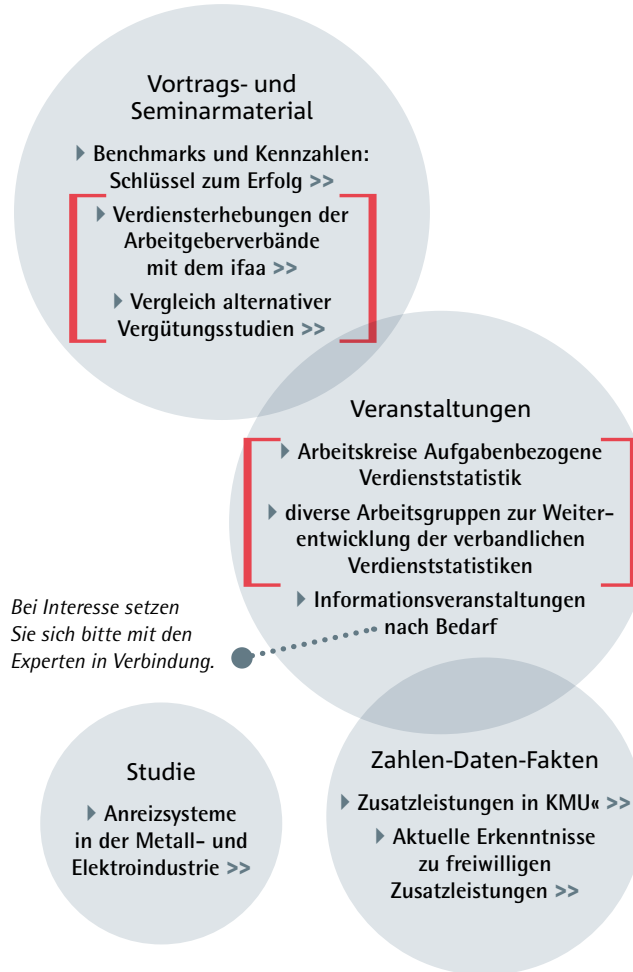 Vortrags- und
Seminarmaterial
Benchmarks und Kennzahlen:
Schlüssel zum Erfolg >>
Verdiensterhebungen der
Arbeitgeberverbände
mit dem ifaa >>
Vergleich alternativer
Vergütungsstudien >>
Veranstaltungen
Arbeitskreise Aufgabenbezogene
Verdienststatistik
diverse Arbeitsgruppen zur Weiter-
entwicklung der verbandlichen
Verdienststatistiken
Informationsveranstaltungen
nach Bedarf
Bei Interesse setzen
Sie sich bitte mit den
Experten in Verbindung.
Studie
Anreizsysteme
in der Metall- und
Elektroindustrie >>
Zahlen-Daten-Fakten
Zusatzleistungen in KMU« >>
Aktuelle Erkenntnisse
zu freiwilligen
Zusatzleistungen >>